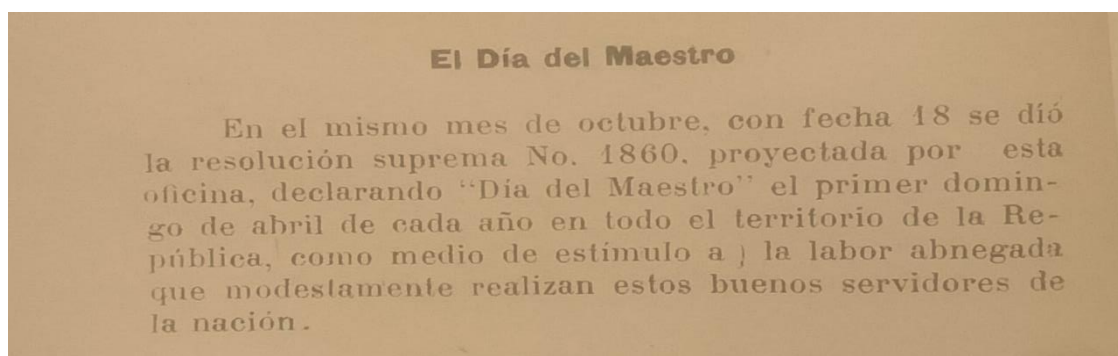 El Día del Maestro
En el mismo mes de octubre, con fecha 18 se díó
la resolución suprema No. 1860, proyectada por esta
oficina, declarando “Día del Maestro” el primer domin-
go de abril de cada año en todo el territorio de la Re-
pública, como medio de estímulo a ) la labor abnegada
que modestamente realizan estos buenos servidores de
la nación.